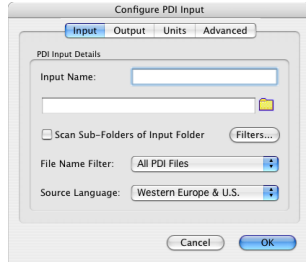 Configure PDI Input
Input Output Units Advanced
PDI Input Details
Input Name:
Scan Sub-Folders of Input Folder Filters...
File Name Filter: All PDI Files
Source Language: Western Europe & U.S.
Cancel OK